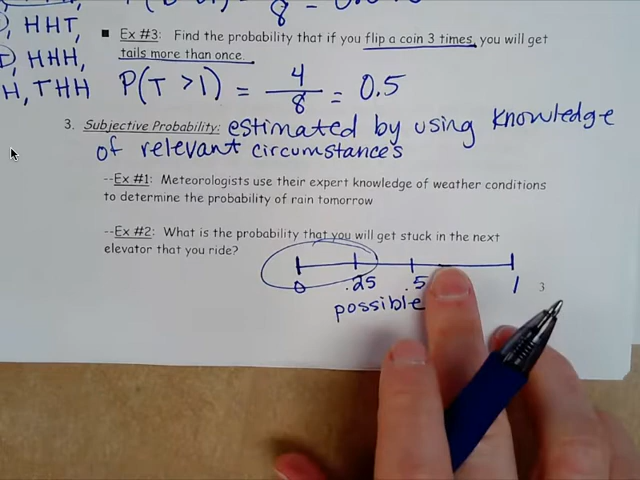 8
HHT,
■ Ex #3: Find the probability that if you flip a coin 3 times, you will get
tails more than once.
HHH,
H, THH
P(T > 1) = 4/8 = 0.5
3. Subjective Probability: estimated by using knowledge
of relevant circumstances
--Ex #1: Meteorologists use their expert knowledge of weather conditions
to determine the probability of rain tomorrow
--Ex #2: What is the probability that you will get stuck in the next
elevator that you ride?
0 .25 .5 1
3
possible